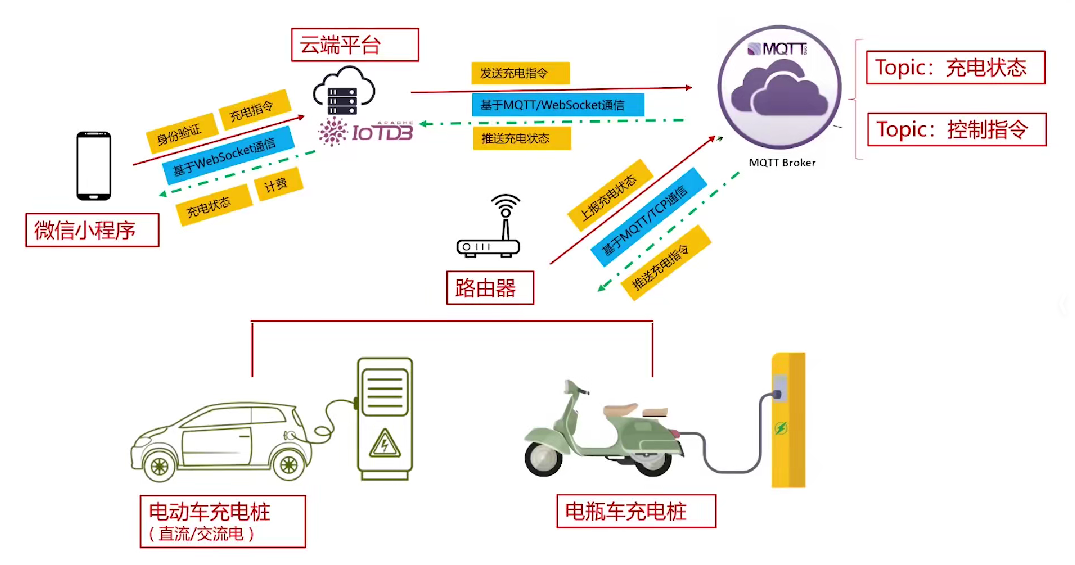 云端平台
APACHE
IoTDB
身份验证
充电指令
基于WebSocket通信
充电状态
计费
微信小程序
发送充电指令
基于MQTT/WebSocket通信
推送充电状态
MQTT
MQTT Broker
Topic：充电状态
Topic：控制指令
上报充电状态
基于MQTT/TCP通信
推送充电指令
路由器
电动车充电桩
（直流/交流电）
电瓶车充电桩